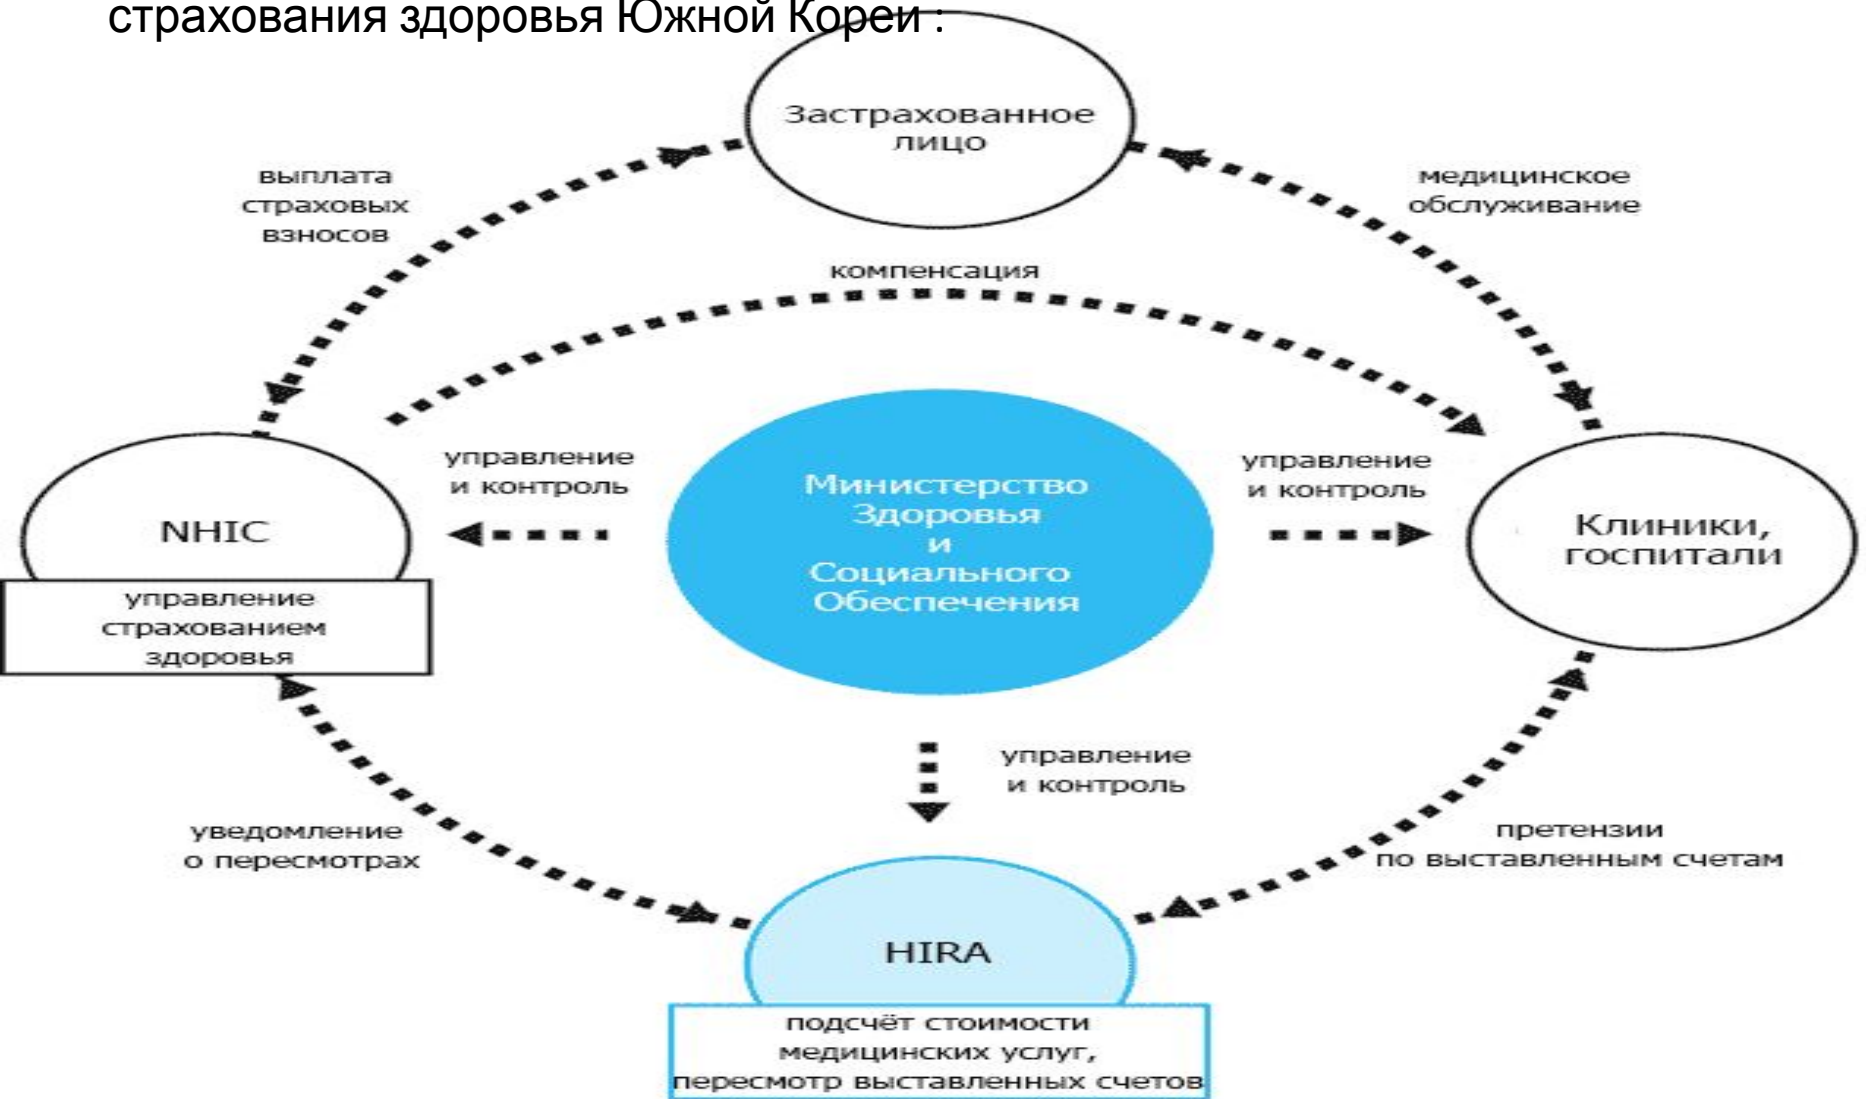 страхования здоровья Южной Кореи :
Застрахованное
лицо
выплата
страховых
взносов
медицинское
обслуживание
компенсация
управление
и контроль
управление
и контроль
Министерство
Здоровья
и
Социального
Обеспечения
NHIC
управление
страхованием
здоровья
Клиники,
госпитали
управление
и контроль
уведомление
о пересмотрах
претензии
по выставленным счетам
HIRA
подсчёт стоимости
медицинских услуг,
пересмотр выставленных счетов